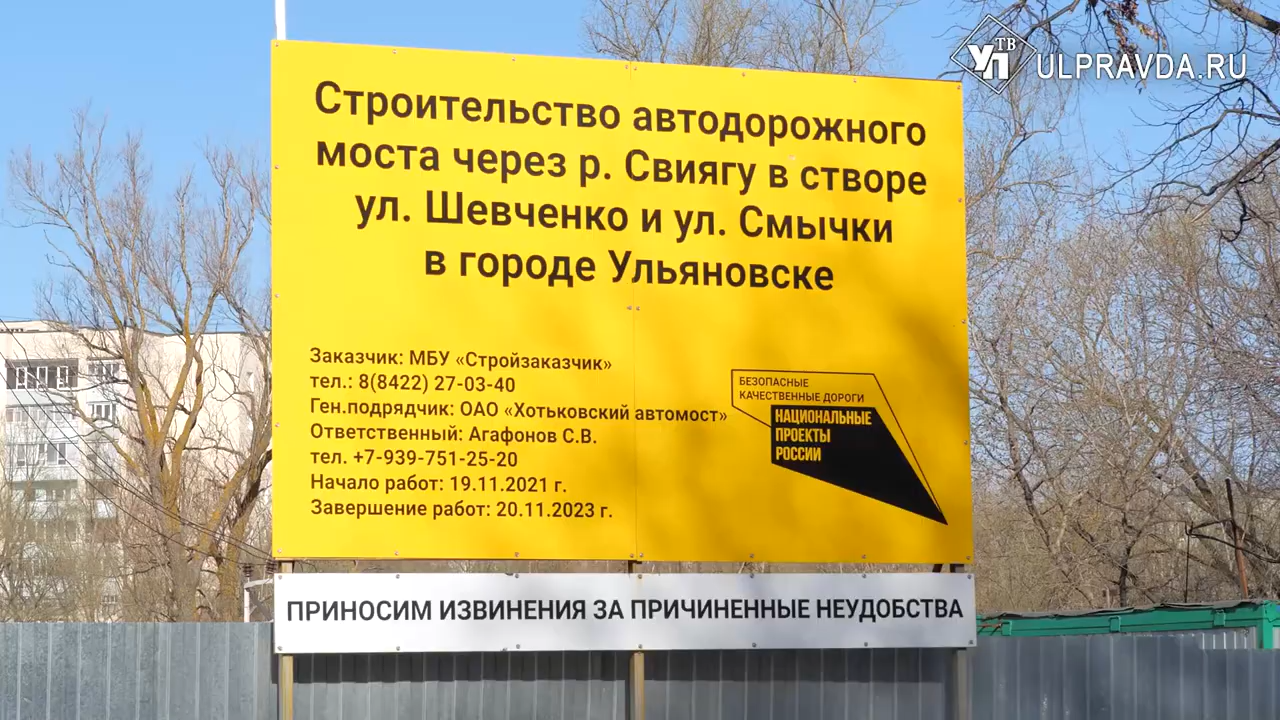 УП ТВ ULPRAVDA.RU
Строительство автодорожного
моста через р. Свиягу в створе
ул. Шевченко и ул. Смычки
в городе Ульяновске
Заказчик: МБУ «Стройзаказчик»
тел.: 8(8422) 27-03-40
Ген.подрядчик: ОАО «Хотьковский автомост»
Ответственный: Агафонов С.В.
тел. +7-939-751-25-20
Начало работ: 19.11.2021 г.
Завершение работ: 20.11.2023 г.
БЕЗОПАСНЫЕ
КАЧЕСТВЕННЫЕ ДОРОГИ
НАЦИОНАЛЬНЫЕ
ПРОЕКТЫ
РОССИИ
ПРИНОСИМ ИЗВИНЕНИЯ ЗА ПРИЧИНЕННЫЕ НЕУДОБСТВА